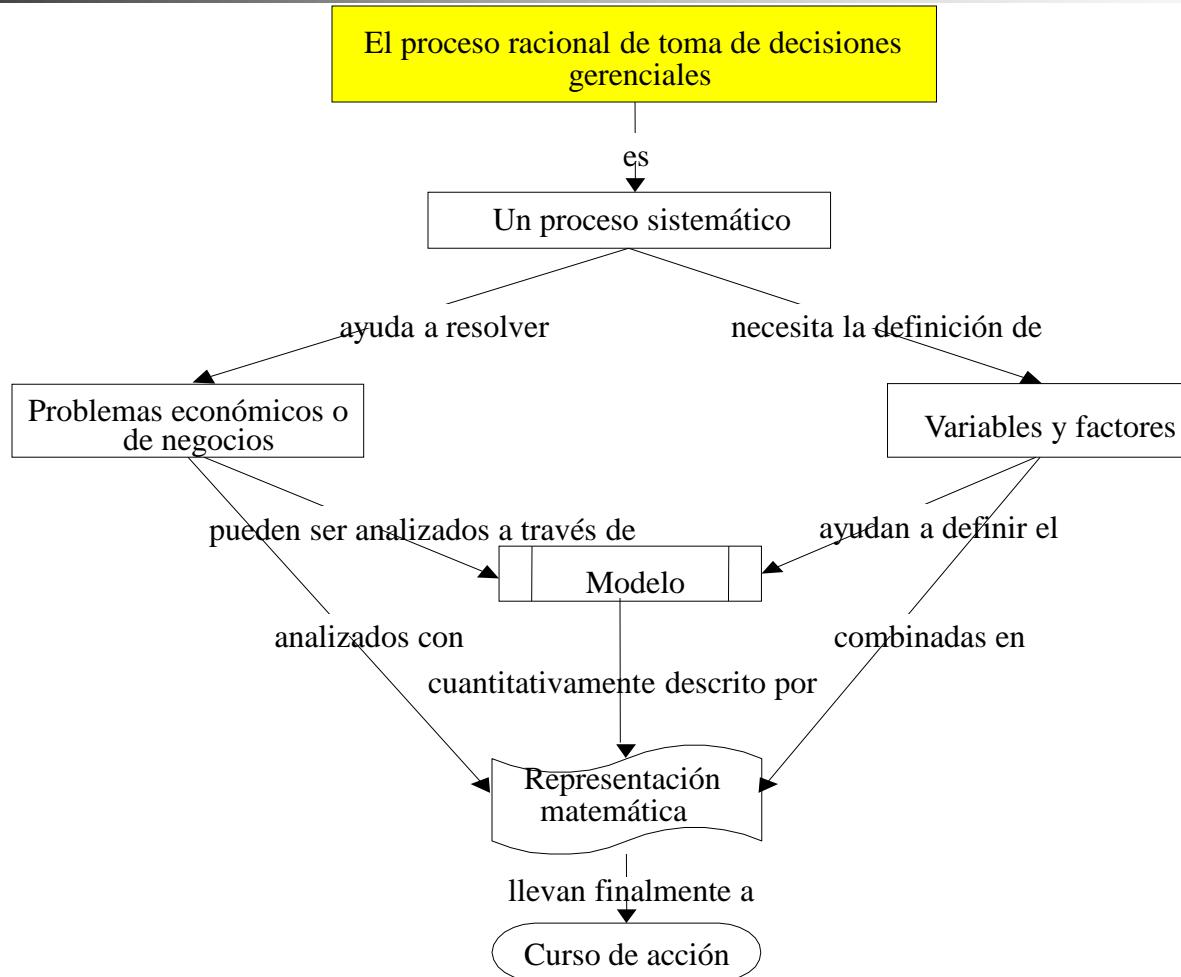 El proceso racional de toma de decisiones
gerenciales
es
Un proceso sistemático
ayuda a resolver
necesita la definición de
Problemas económicos o
de negocios
Variables y factores
pueden ser analizados a través de
ayudan a definir el
Modelo
analizados con
combinadas en
cuantitativamente descrito por
Representación
matemática
llevan finalmente a
Curso de acción